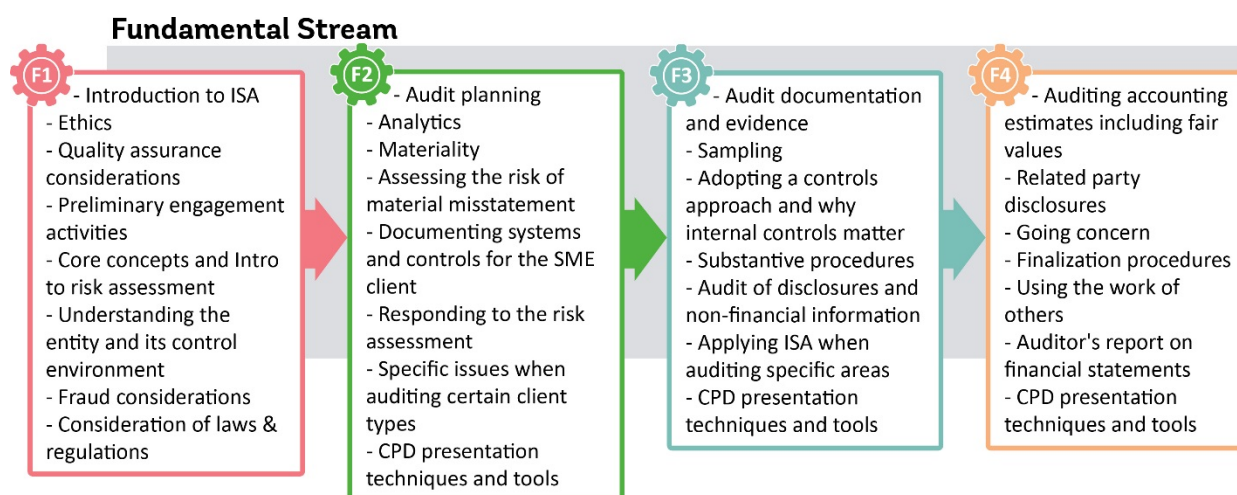 Fundamental Stream
F1
- Introduction to ISA
- Ethics
- Quality assurance
considerations
- Preliminary engagement
activities
- Core concepts and Intro
to risk assessment
- Understanding the
entity and its control
environment
- Fraud considerations
- Consideration of laws &
regulations
F2
- Audit planning
- Analytics
- Materiality
- Assessing the risk of
material misstatement
- Documenting systems
and controls for the SME
client
- Responding to the risk
assessment
- Specific issues when
auditing certain client
types
- CPD presentation
techniques and tools
F3
- Audit documentation
and evidence
- Sampling
- Adopting a controls
approach and why
internal controls matter
- Substantive procedures
- Audit of disclosures and
non-financial information
- Applying ISA when
auditing specific areas
- CPD presentation
techniques and tools
F4
- Auditing accounting
estimates including fair
values
- Related party
disclosures
- Going concern
- Finalization procedures
- Using the work of
others
- Auditor's report on
financial statements
- CPD presentation
techniques and tools